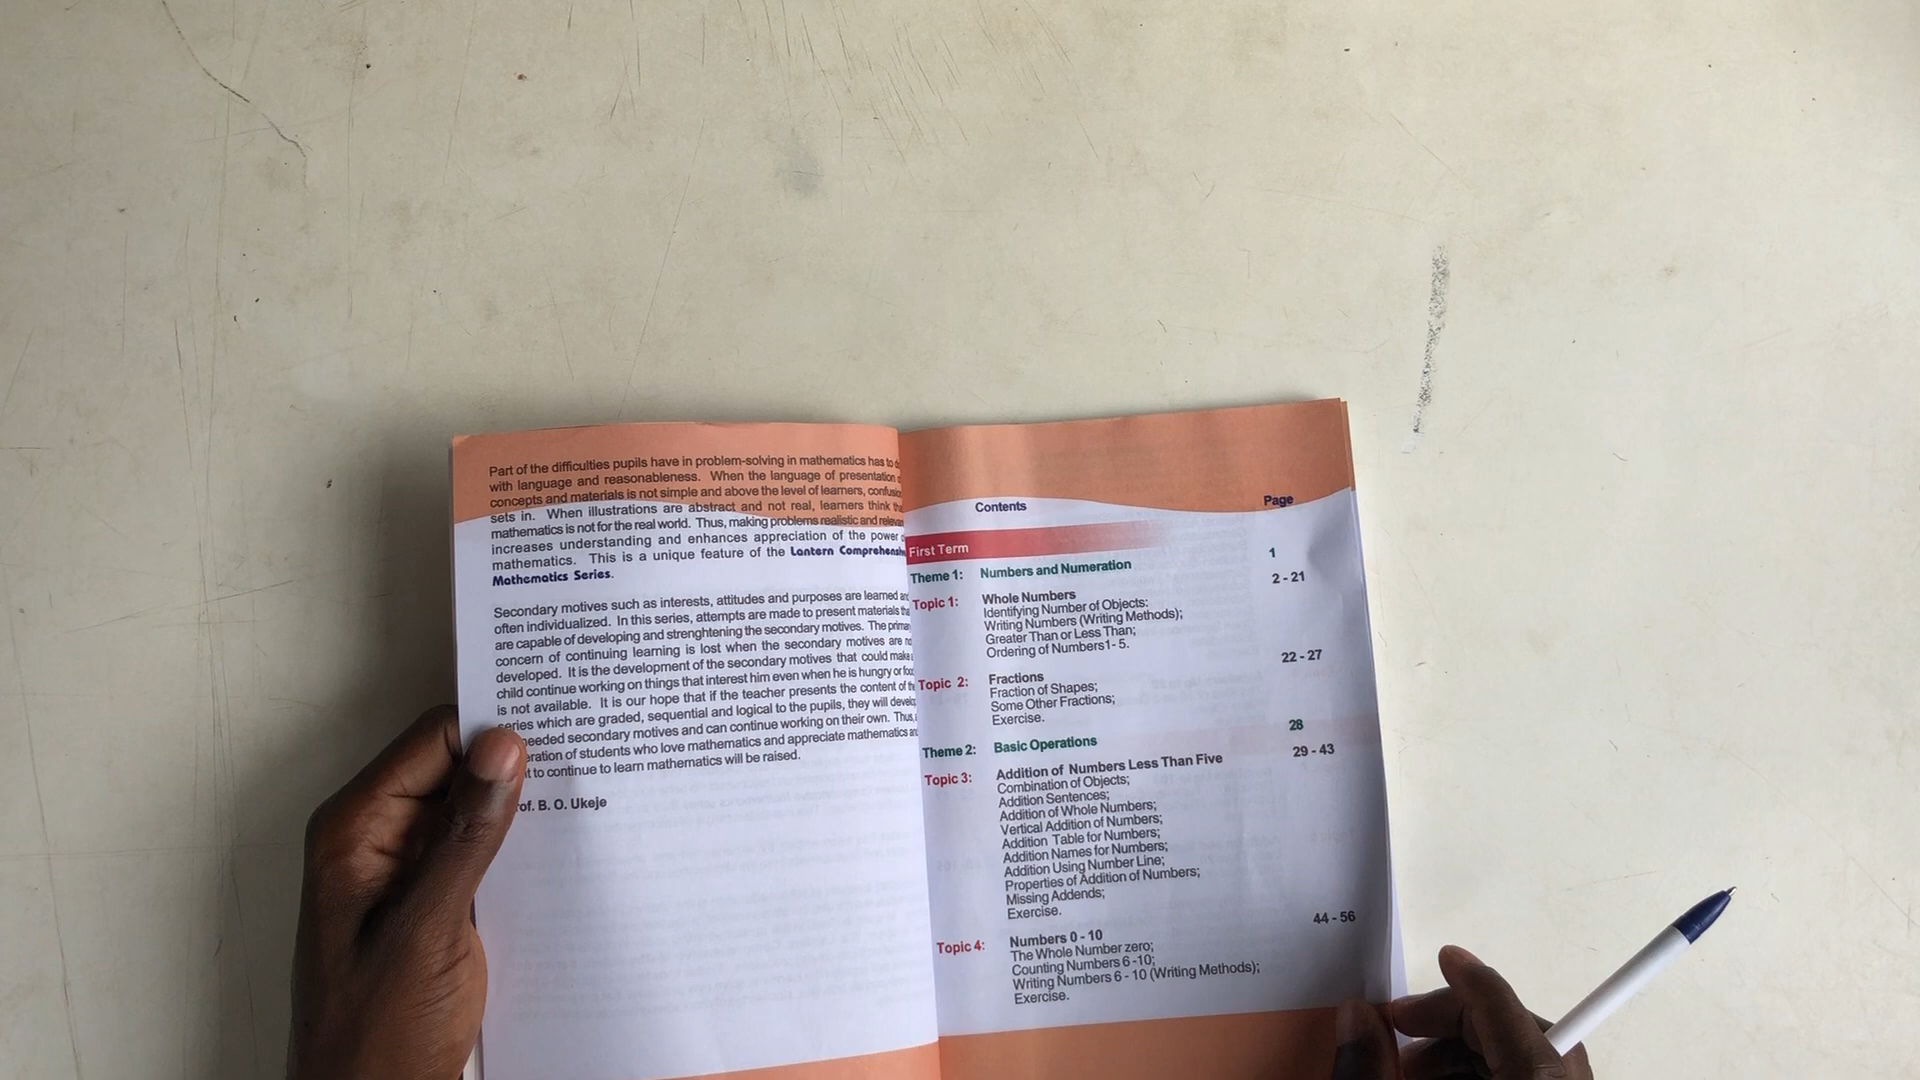 Part of the difficulties pupils have in problem-solving in mathematics has to
with language and reasonableness. When the language of presentation
concepts and materials is not simple and above the level of learners,
sets in. When illustrations are abstract and not real, learners think
mathematics is not for the real world. Thus, making problems realistic and
increases understanding and enhances appreciation of the power
mathematics. This is a unique feature of the Lantern
Mathematics Series.
Secondary motives such as interests, attitudes and purposes are learned
often individualized. In this series, attempts are made to present materials
are capable of developing and strenghtening the secondary motives. The
concern of continuing learning is lost when the secondary motives are
developed. It is the development of the secondary motives that could make
child continue working on things that interest him even when he is hungry or
is not available. It is our hope that if the teacher presents the content of
series which are graded, sequential and logical to the pupils, they will
needed secondary motives and can continue working on their own. Thus,
of students who love mathematics and appreciate mathematics
to continue to learn mathematics will be raised.
B. O. Ukeje
Contents Page
First Term
Theme 1: Numbers and Numeration 1
Topic 1: Whole Numbers 2 - 21
Identifying Number of Objects:
Writing Numbers (Writing Methods);
Greater Than or Less Than;
Ordering of Numbers1- 5.
Topic 2: Fractions 22 - 27
Fraction of Shapes;
Some Other Fractions;
Exercise.
Theme 2: Basic Operations 28
Topic 3: Addition of Numbers Less Than Five 29 - 43
Combination of Objects;
Addition Sentences;
Addition of Whole Numbers;
Vertical Addition of Numbers;
Addition Table for Numbers;
Addition Names for Numbers;
Addition Using Number Line;
Properties of Addition of Numbers;
Missing Addends;
Exercise.
Topic 4: Numbers 0 - 10 44 - 56
The Whole Number zero;
Counting Numbers 6 -10;
Writing Numbers 6 - 10 (Writing Methods);
Exercise.